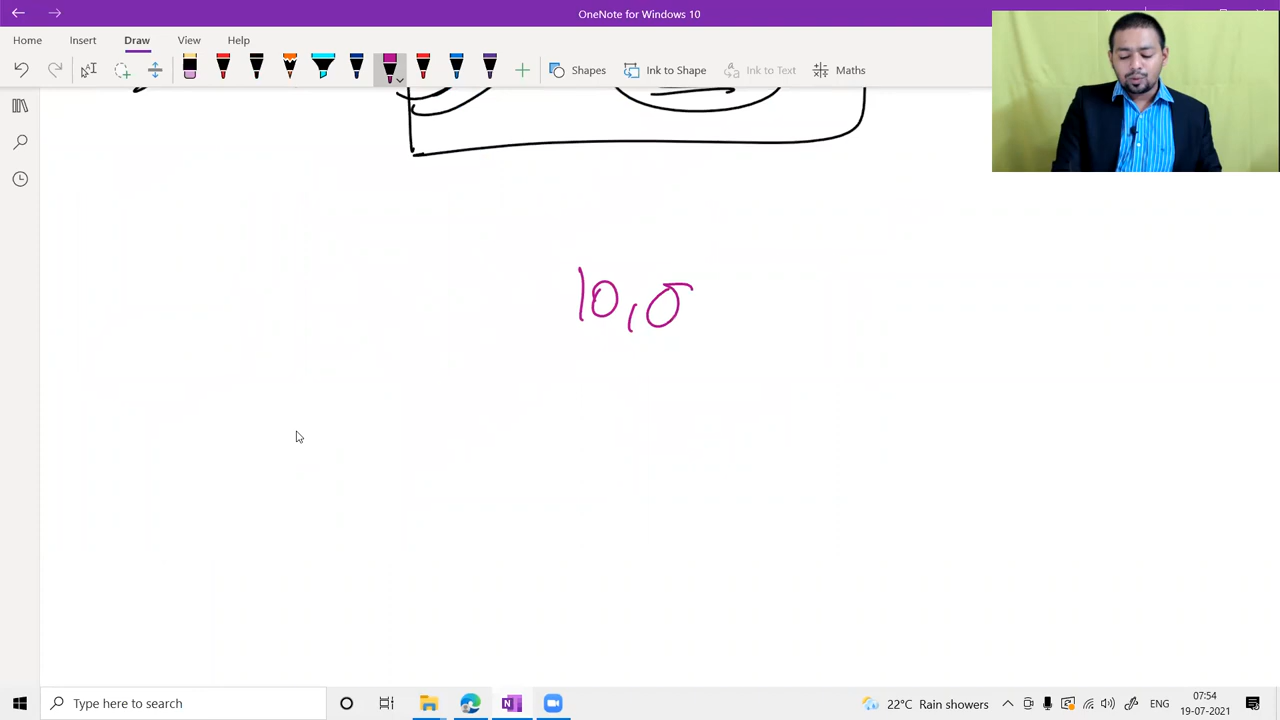 OneNote for Windows 10
Home Insert Draw View Help
Shapes Ink to Shape Ink to Text Maths
10,σ
Type here to search
22°C Rain showers
ENG
07:54
19-07-2021